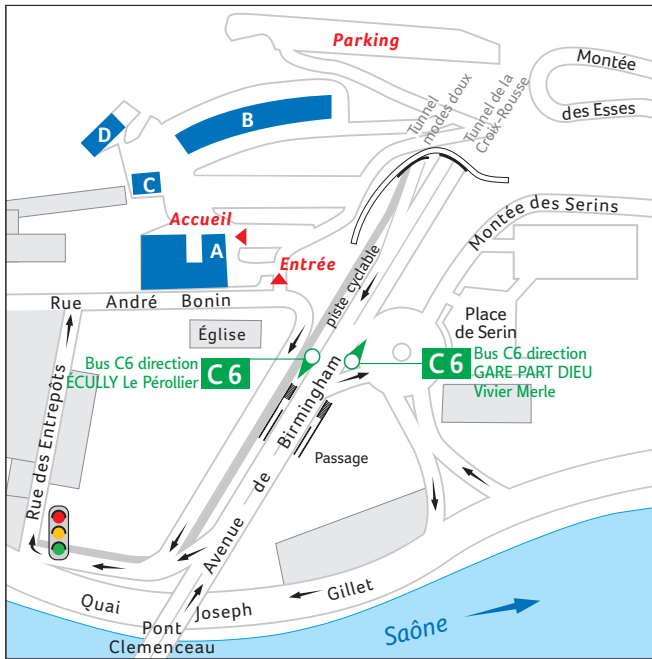 Parking
Montée
des Esses
Tunnel
modes doux
Tunnel de la
Croix-Rousse
B
D
C
Accueil
A
Montée des Serins
Entrée
piste cyclable
Rue André Bonin
Église
Place
de Serin
Bus C6 direction
ÉCULLY Le Pérollier
C6
C6
Bus C6 direction
GARE PART DIEU
Vivier Merle
Rue des Entrepôts
Avenue de Birmingham
Passage
Quai Joseph Gillet
Pont
Clemenceau
Saône